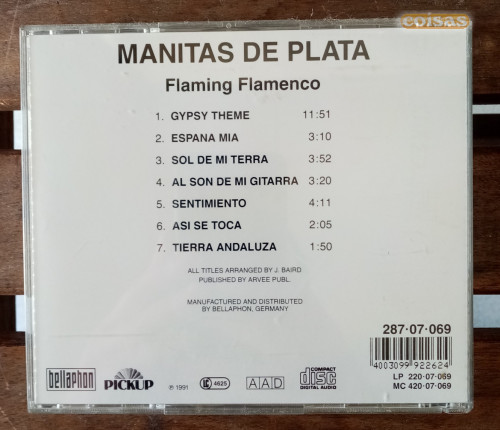 coisas
MANITAS DE PLATA
Flaming Flamenco
1. GYPSY THEME 11:51
2. ESPANA MIA 3:10
3. SOL DE MI TERRA 3:52
4. AL SON DE MI GITARRA 3:20
5. SENTIMIENTO 4:11
6. ASI SE TOCA 2:05
7. TIERRA ANDALUZA 1:50
ALL TITLES ARRANGED BY J. BAIRD
PUBLISHED BY ARVEE PUBL.
MANUFACTURED AND DISTRIBUTED
BY BELLAPHON, GERMANY
287·07·069
4003099 922624
LP 220·07·069
MC 420·07·069
bellaphon PICKUP ℗ 1991 LC 4625 AAD COMPACT disc DIGITAL AUDIO